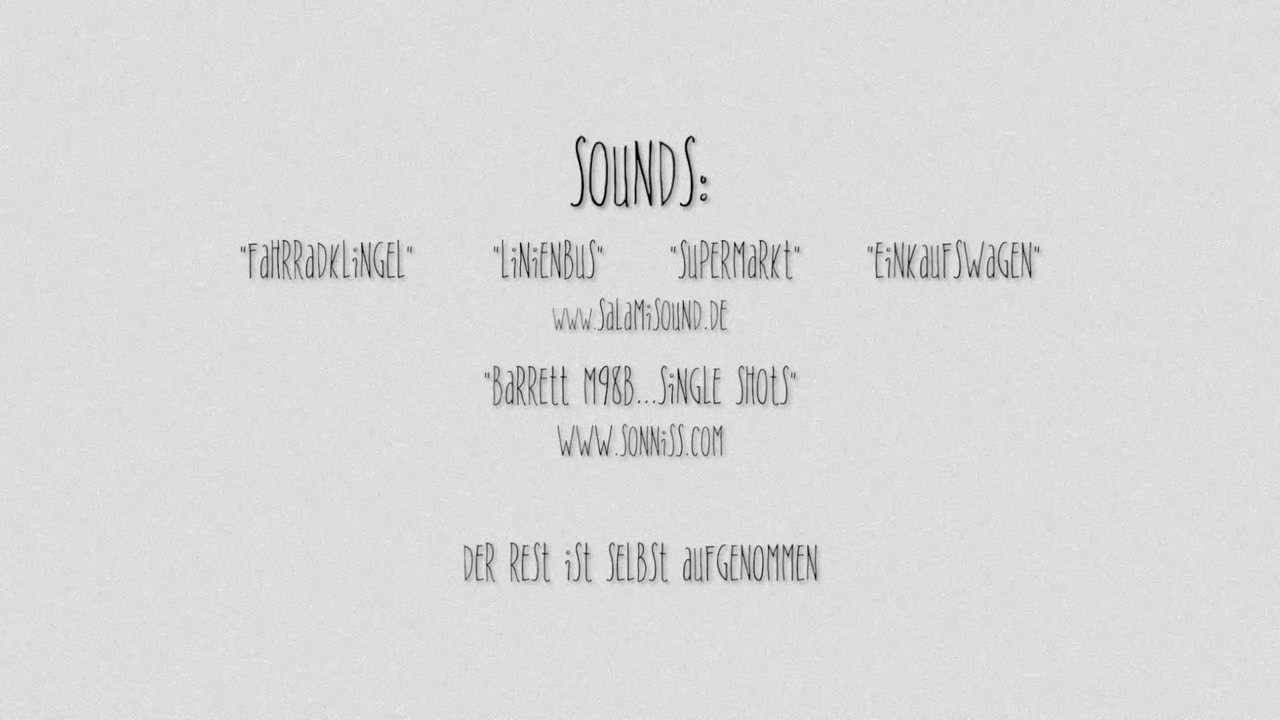 SOUNDS:
"FaHRRaDKLiNGEL" "LiNiENBuS" "SuPERMaRKt" "EiNKauFSWaGEN"
www.SaLaMiSOuND.DE
"BaRREtt M98B...SiNGLE SHOtS"
WWW.SONNiSS.COM
DER RESt iSt SELBSt auFGENOMMEN